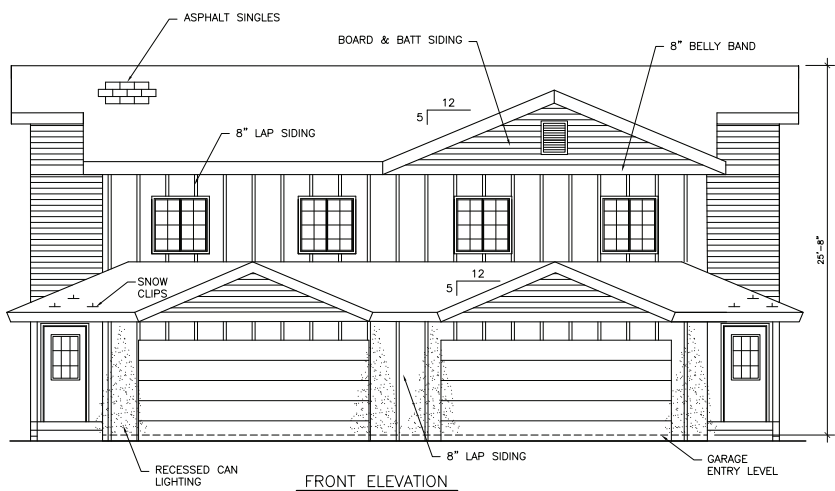 ASPHALT SINGLES
BOARD & BATT SIDING
8" BELLY BAND
12
5
8" LAP SIDING
25'-8"
12
5
SNOW
CLIPS
8" LAP SIDING
GARAGE
ENTRY LEVEL
RECESSED CAN
LIGHTING
FRONT ELEVATION